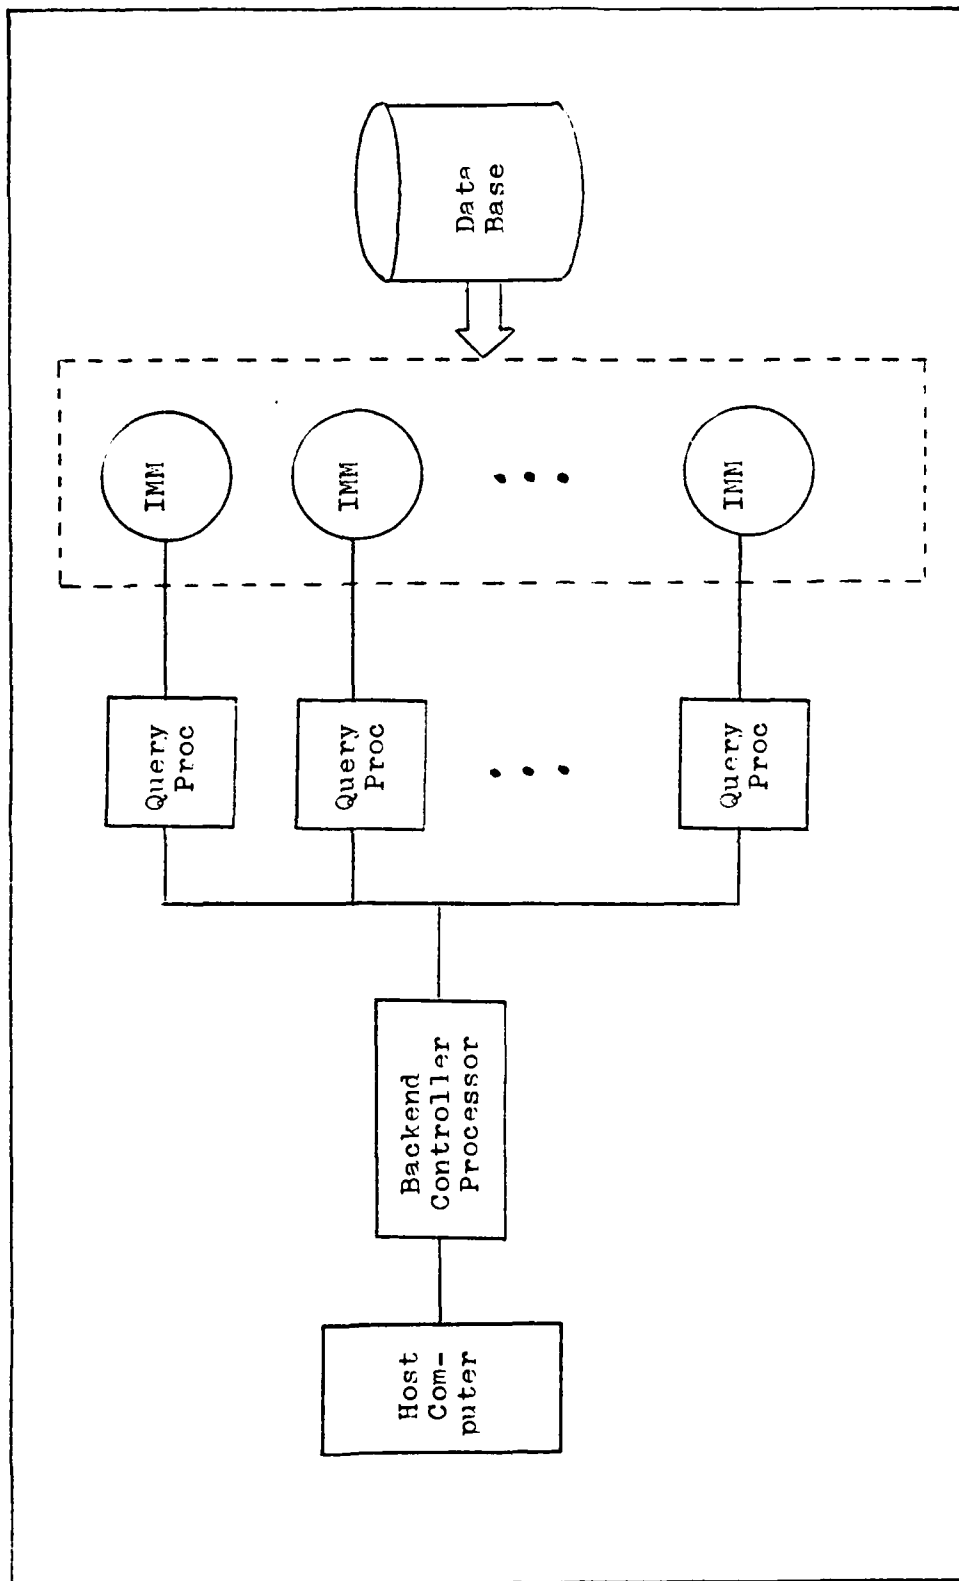 Host
Com-
puter
Backend
Controller
Processor
Query
Proc
Query
Proc
Query
Proc
IMM
IMM
IMM
Data
Base